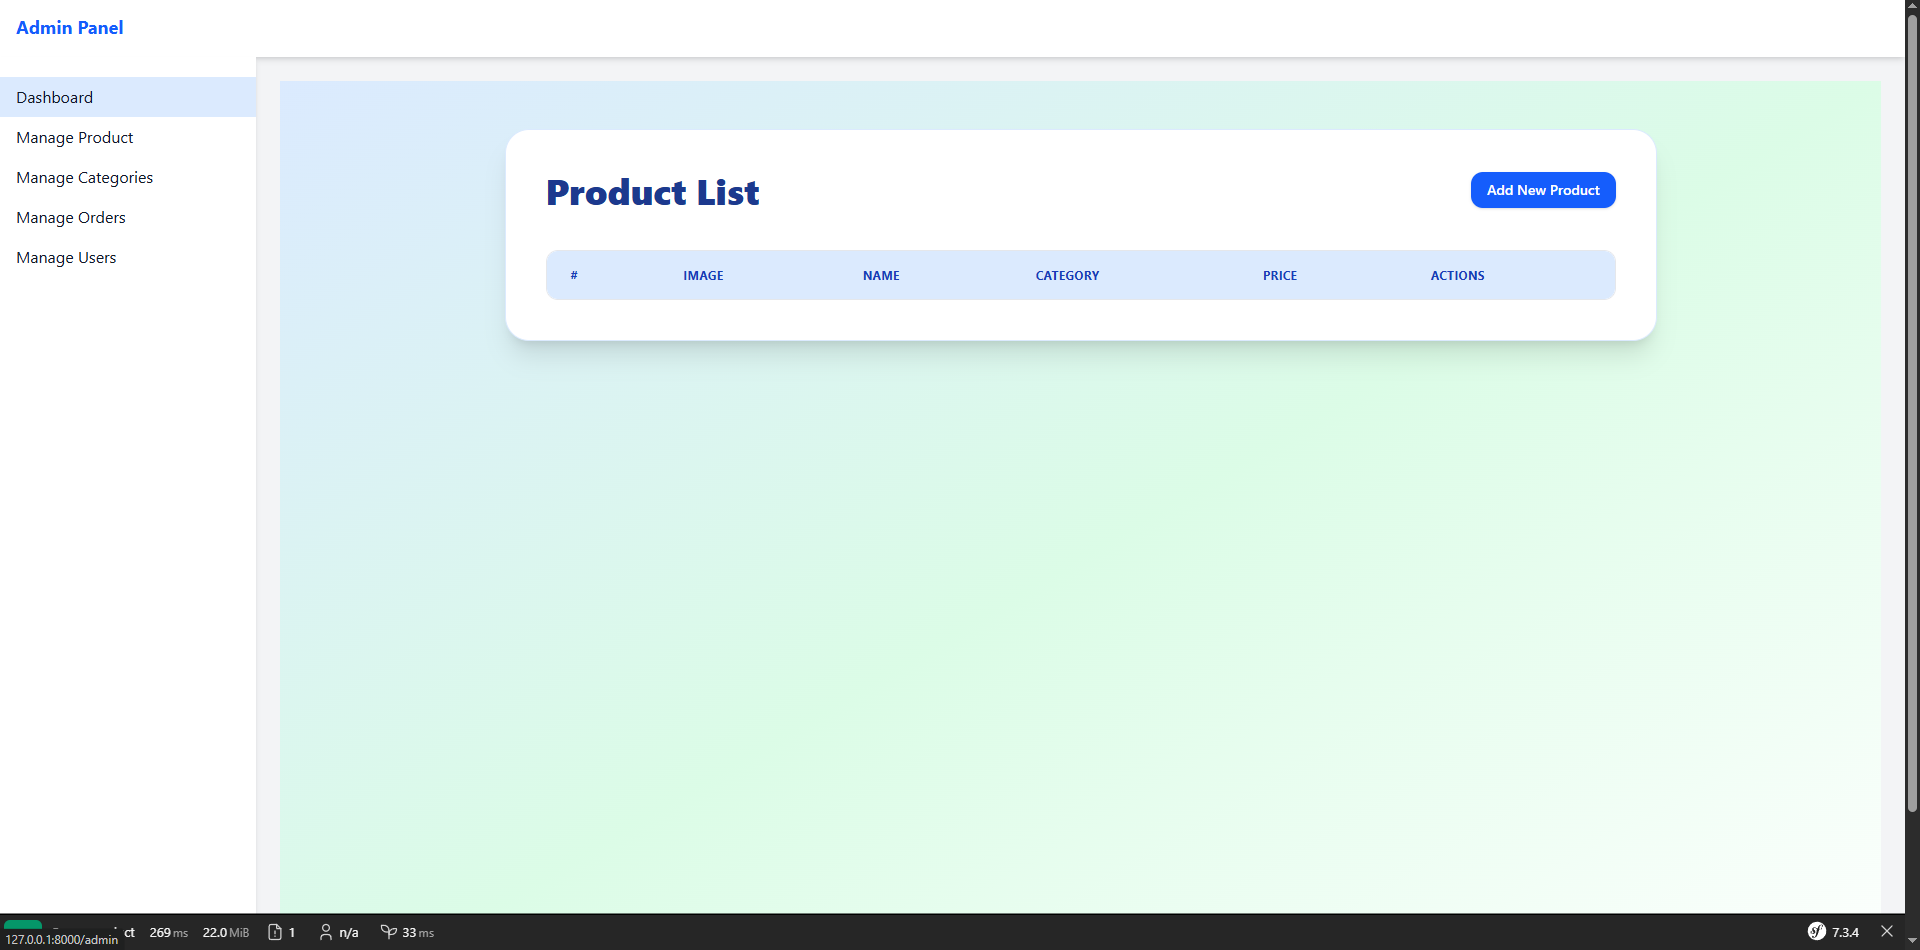 Admin Panel
Dashboard
Manage Product
Manage Categories
Manage Orders
Manage Users
Product List
Add New Product
# IMAGE NAME CATEGORY PRICE ACTIONS
ct 269 ms 22.0 MiB 1 n/a 33 ms
7.3.4
127.0.0.1:8000/admin